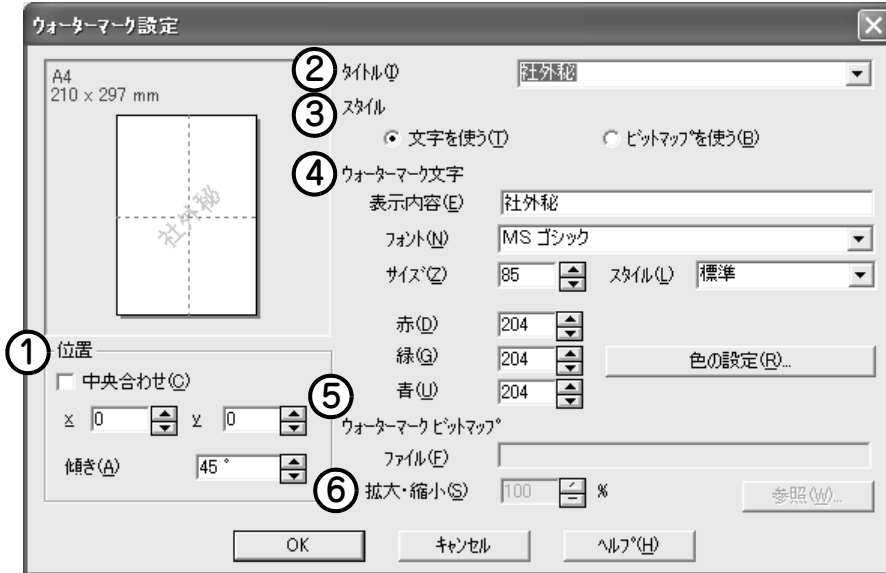 ウォーターマーク設定
A4
210 x 297 mm
社外秘
① 位置
中央合わせ(C)
x 0 y 0
傾き(A) 45 °
② ﾀｲﾄﾙ(I) 社外秘
③ ｽﾀｲﾙ
文字を使う(T) ﾋﾞｯﾄﾏｯﾌﾟを使う(B)
④ ｳｫｰﾀｰﾏｰｸ文字
表示内容(E) 社外秘
ﾌｫﾝﾄ(N) MS ゴシック
ｻｲｽﾞ(Z) 85 ｽﾀｲﾙ(L) 標準
赤(D) 204
緑(G) 204 色の設定(R)...
青(U) 204
⑤ ｳｫｰﾀｰﾏｰｸ ﾋﾞｯﾄﾏｯﾌﾟ
ﾌｧｲﾙ(F)
⑥ 拡大・縮小(S) 100 % 参照(W)...
OK ｷｬﾝｾﾙ ﾍﾙﾌﾟ(H)